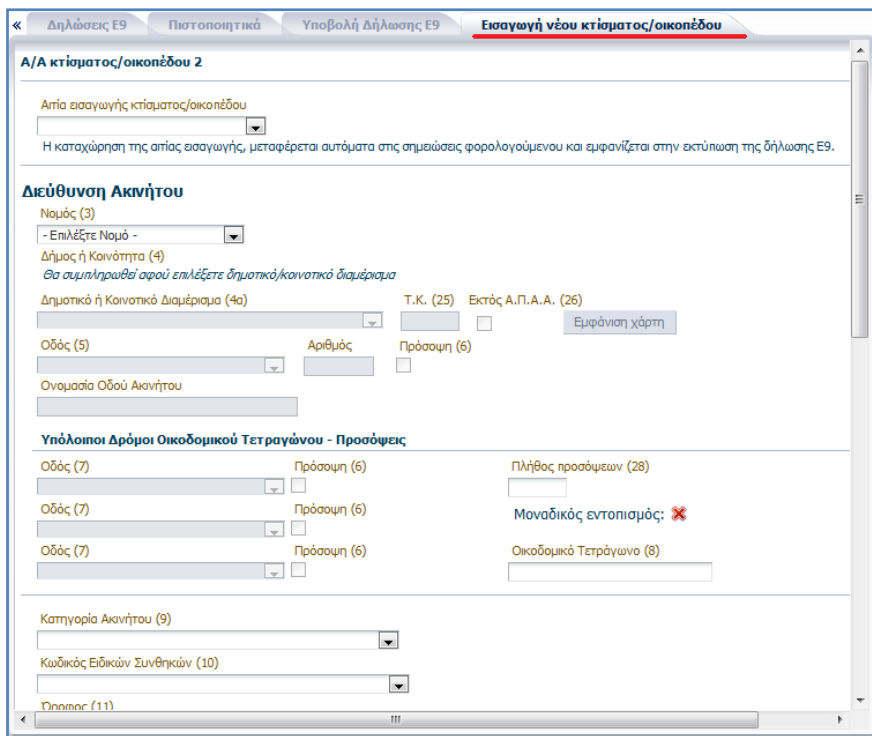 « Δηλώσεις Ε9 Πιστοποιητικά Υποβολή Δήλωσης Ε9 Εισαγωγή νέου κτίσματος/οικοπέδου
Α/Α κτίσματος/οικοπέδου 2
Αιτία εισαγωγής κτίσματος/οικοπέδου
Η καταχώρηση της αιτίας εισαγωγής, μεταφέρεται αυτόματα στις σημειώσεις φορολογούμενου και εμφανίζεται στην εκτύπωση της δήλωσης Ε9.
Διεύθυνση Ακινήτου
Νομός (3)
- Επιλέξτε Νομό -
Δήμος ή Κοινότητα (4)
Θα συμπληρωθεί αφού επιλέξετε δημοτικό/κοινοτικό διαμέρισμα
Δημοτικό ή Κοινοτικό Διαμέρισμα (4α) Τ.Κ. (25) Εκτός Α.Π.Α.Α. (26)
Εμφάνιση χάρτη
Οδός (5) Αριθμός Πρόσοψη (6)
Ονομασία Οδού Ακινήτου
Υπόλοιποι Δρόμοι Οικοδομικού Τετραγώνου - Προσόψεις
Οδός (7) Πρόσοψη (6) Πλήθος προσόψεων (28)
Οδός (7) Πρόσοψη (6) Μοναδικός εντοπισμός:
Οδός (7) Πρόσοψη (6) Οικοδομικό Τετράγωνο (8)
Κατηγορία Ακινήτου (9)
Κωδικός Ειδικών Συνθηκών (10)
Όροφος (11)